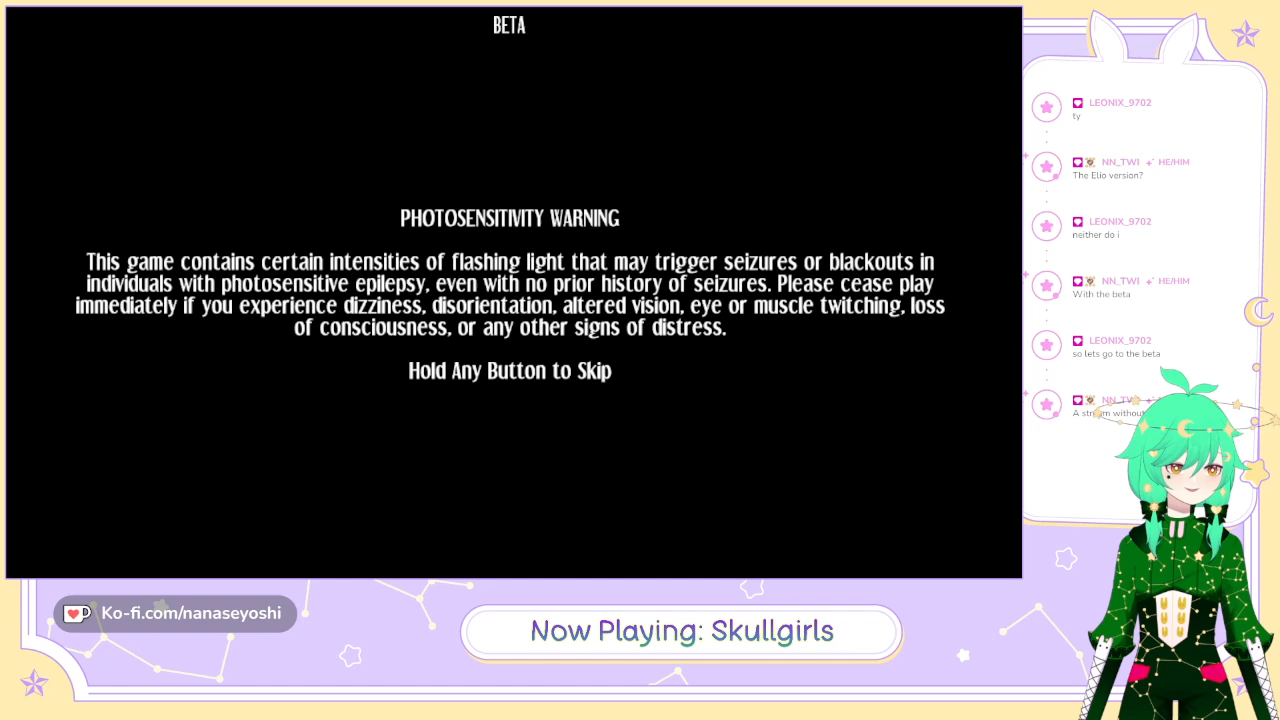 BETA
PHOTOSENSITIVITY WARNING
This game contains certain intensities of flashing light that may trigger seizures or blackouts in
individuals with photosensitive epilepsy, even with no prior history of seizures. Please cease play
immediately if you experience dizziness, disorientation, altered vision, eye or muscle twitching, loss
of consciousness, or any other signs of distress.
Hold Any Button to Skip
LEONIX_9702
ty
NN_TWI HE/HIM
The Elio version?
LEONIX_9702
neither do i
NN_TWI HE/HIM
With the beta
LEONIX_9702
so lets go to the beta
A stream without
Ko-fi.com/nanaseyoshi
Now Playing: Skullgirls